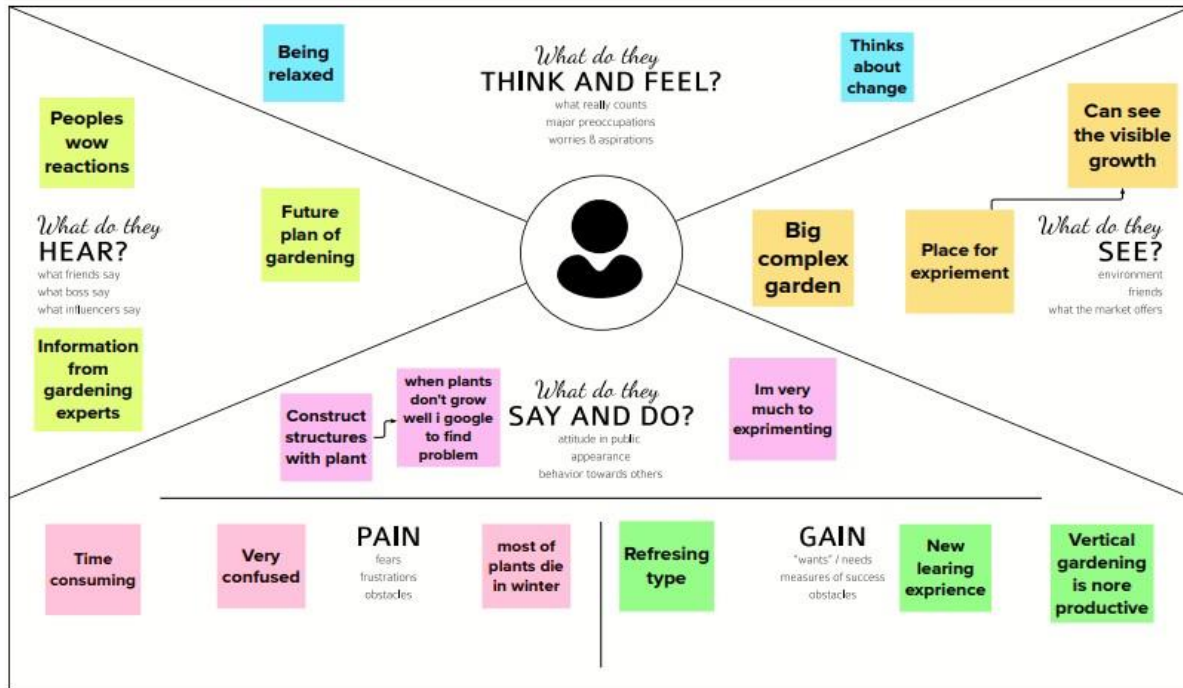 Being
relaxed
What do they
THINK AND FEEL?
what really counts
major preocupations
worries & aspirations
Thinks
about
change
Peoples
wow
reactions
What do they
HEAR?
what friends say
what boss say
what influencers say
Future
plan of
gardening
Information
from
gardening
experts
Can see
the visible
growth
Big
complex
garden
Place for
expriement
What do they
SEE?
environment
friends
what the market offers
Construct
structures
with plant
when plants
don't grow
well i google
to find
problem
What do they
SAY AND DO?
attitude in public
appearance
behavior towards others
Im very
much to
exprimenting
Time
consuming
Very
confused
PAIN
fears
frustrations
obstacles
most of
plants die
in winter
Refresing
type
GAIN
"wants" / needs
measures of success
obstacles
New
learing
exprience
Vertical
gardening
is nore
productive